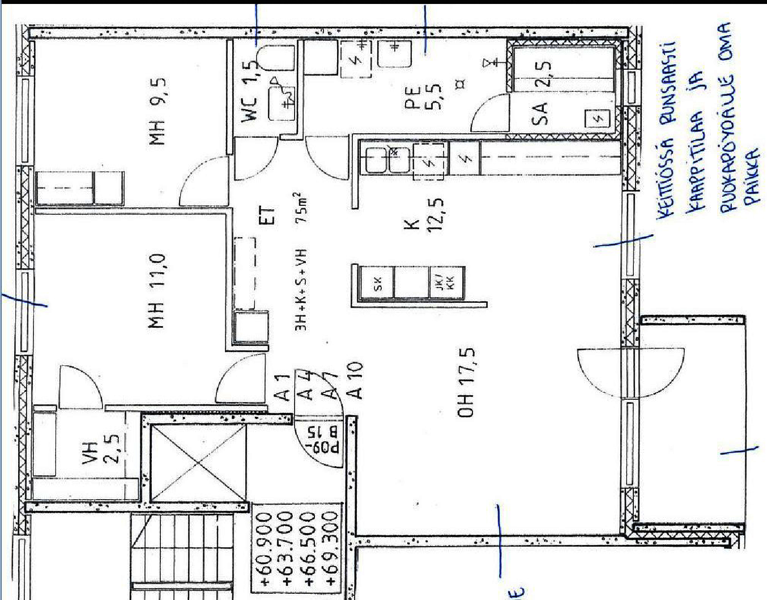 MH 9,5
WC 1,5
PE
5,5
SA
2,5
KEITTIÖSSÄ RUNSAASTI
KAAPPITILAA JA
RUOKAPÖYDÄLLE OMA
PAIKKA
ET
3H+K+S+VH 75m²
K
12,5
MH 11,0
SK
JK/
KK
OH 17,5
A 1
A 4
A 7
A 10
P09-
B 15
VH
2,5
+60.900
+63.700
+66.500
+69.300